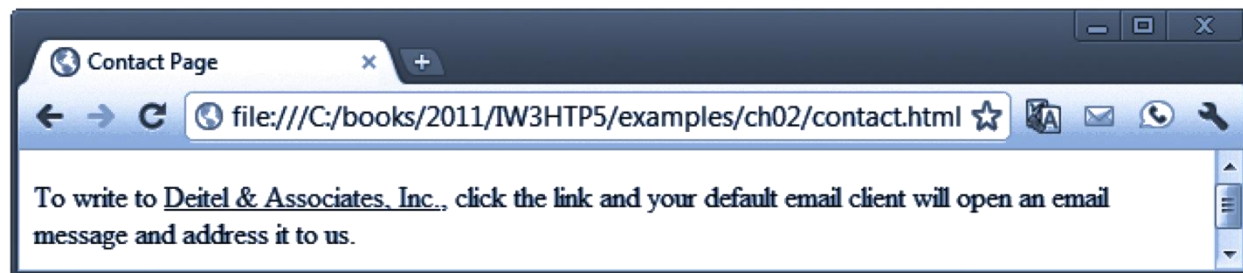 Contact Page
file:///C:/books/2011/IW3HTP5/examples/ch02/contact.html
To write to Deitel & Associates, Inc., click the link and your default email client will open an email
message and address it to us.